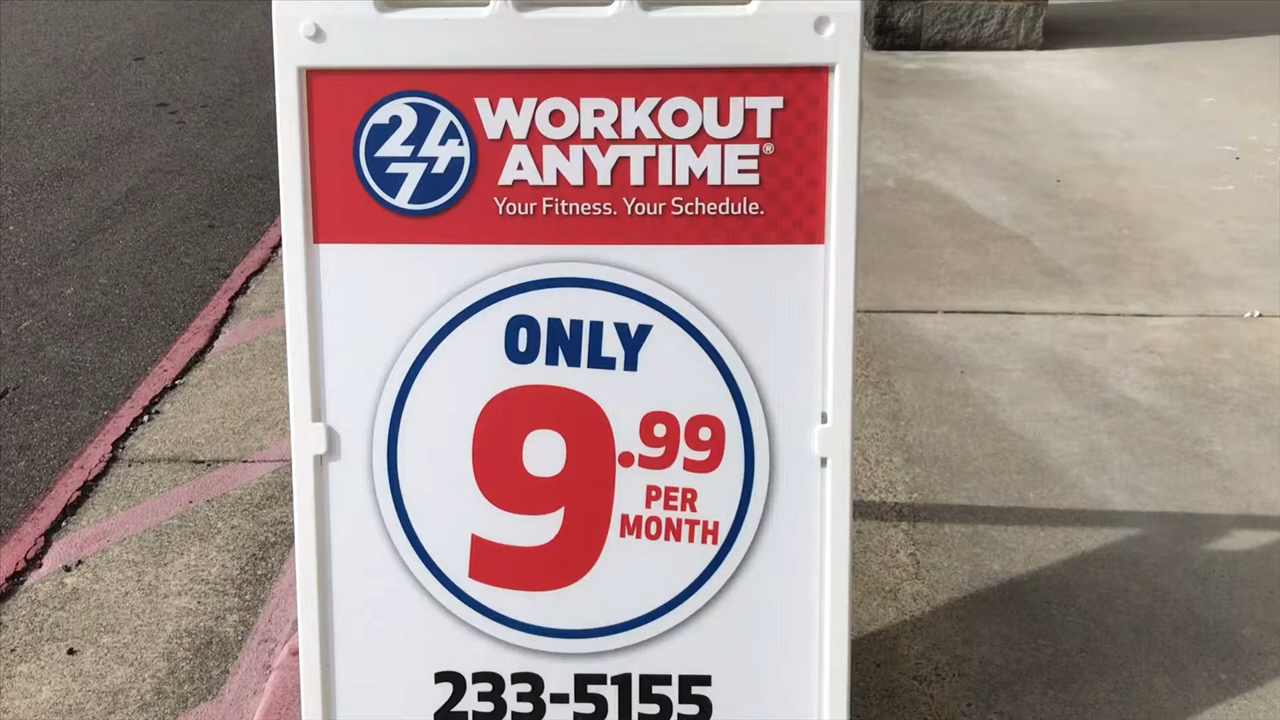 24
7
WORKOUT
ANYTIME®
Your Fitness. Your Schedule.
ONLY
9.99
PER
MONTH
233-5155